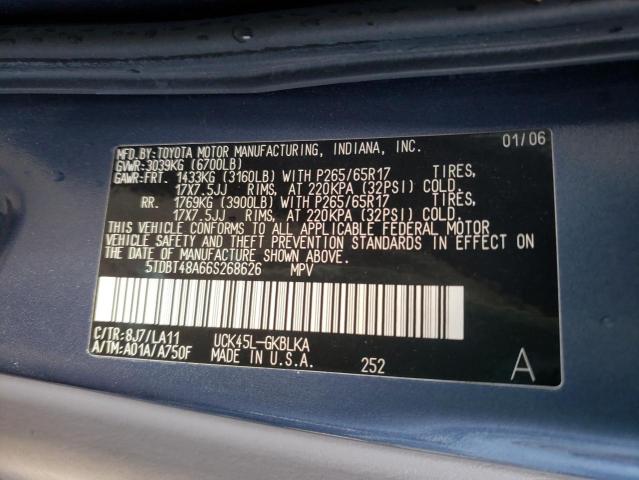 MFD.BY:TOYOTA MOTOR MANUFACTURING, INDIANA, INC. 01/06
GVWR:3039KG (6700LB)
GAWR:FRT. 1433KG (3160LB) WITH P265/65R17 TIRES,
17X7.5JJ RIMS, AT 220KPA (32PSI) COLD.
RR. 1769KG (3900LB) WITH P265/65R17 TIRES,
17X7.5JJ RIMS, AT 220KPA (32PSI) COLD.
THIS VEHICLE CONFORMS TO ALL APPLICABLE FEDERAL MOTOR
VEHICLE SAFETY AND THEFT PREVENTION STANDARDS IN EFFECT ON
THE DATE OF MANUFACTURE SHOWN ABOVE.
5TDBT48A66S268626 MPV
C/TR:8J7/LA11 UCK45L-GKBLKA
A/TM:A01A/A750F MADE IN U.S.A. 252 A